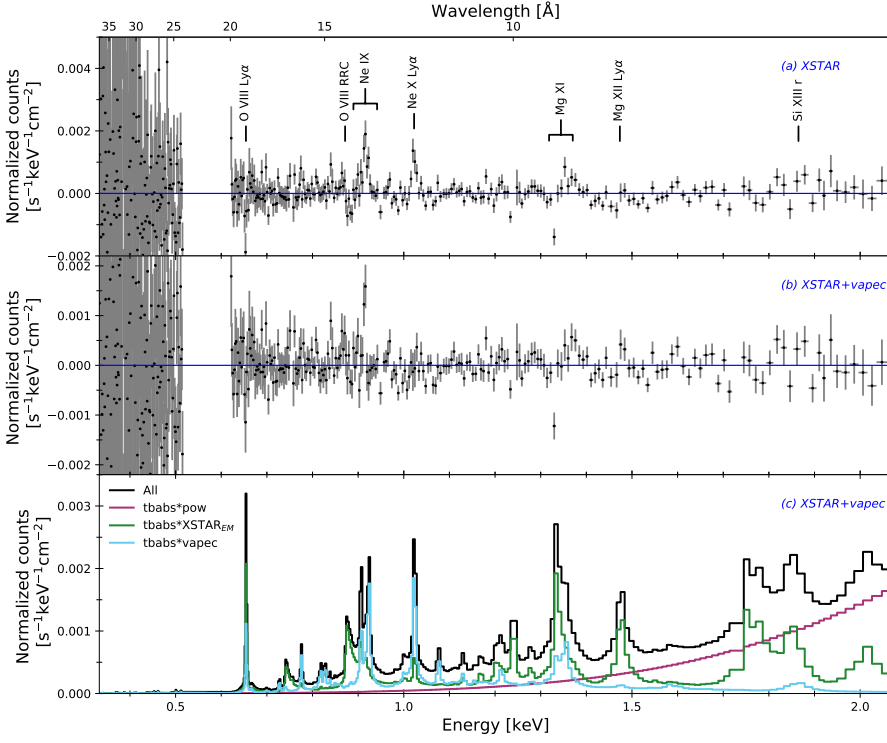 Wavelength [Å]
35 30 25 20 15 10
(a) XSTAR
O VIII Lyα
O VIII RRC
Ne IX
Ne X Lyα
Mg XI
Mg XII Lyα
Si XIII r
Normalized counts
[s⁻¹keV⁻¹cm⁻²]
0.004
0.002
0.000
−0.002
(b) XSTAR+vapec
Normalized counts
[s⁻¹keV⁻¹cm⁻²]
0.002
0.001
0.000
−0.001
−0.002
(c) XSTAR+vapec
All
tbabs*pow
tbabs*XSTAR_EM
tbabs*vapec
Normalized counts
[s⁻¹keV⁻¹cm⁻²]
0.003
0.002
0.001
0.000
0.5 1.0 1.5 2.0
Energy [keV]